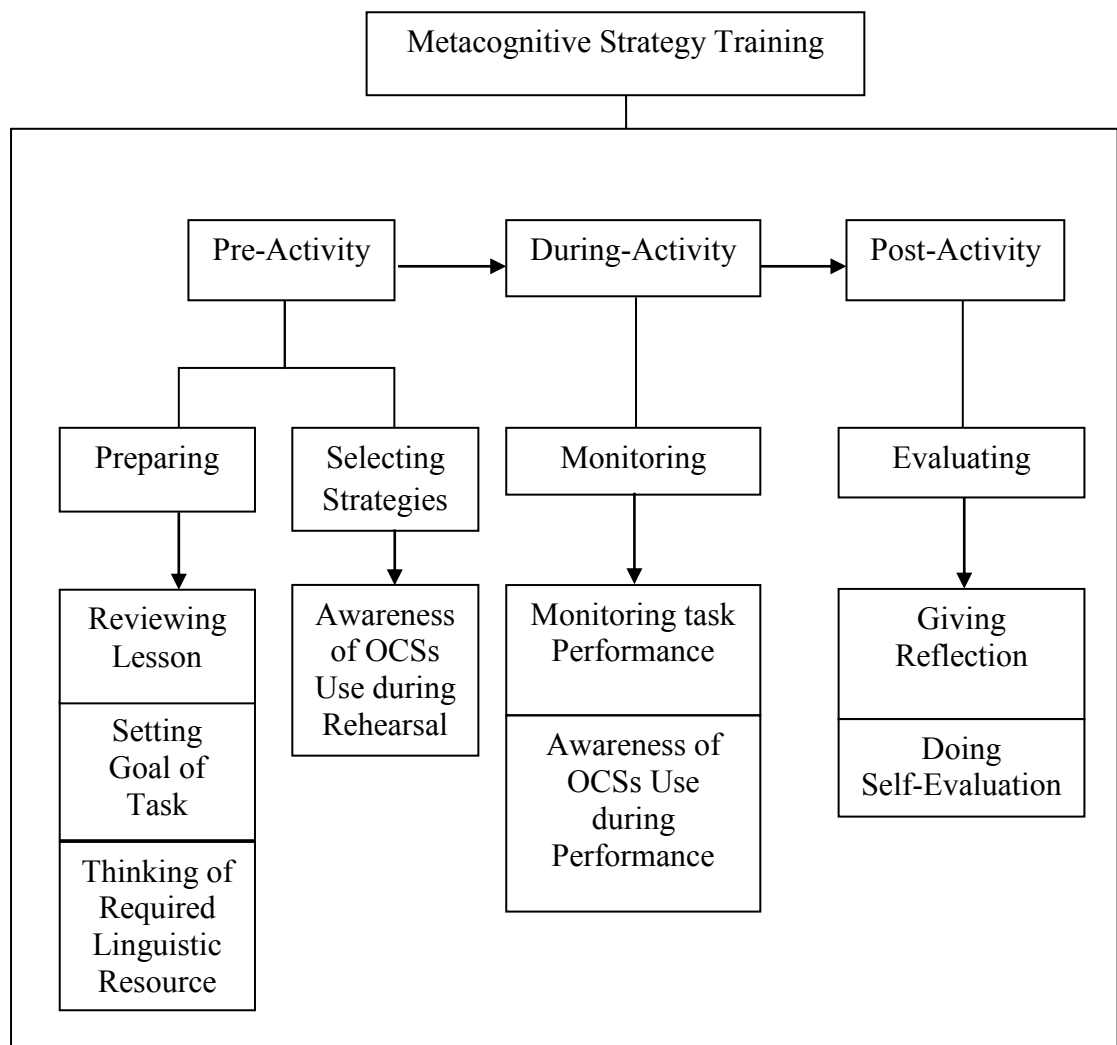 Metacognitive Strategy Training
Pre-Activity
During-Activity
Post-Activity
Preparing
Selecting
Strategies
Monitoring
Evaluating
Reviewing
Lesson
Setting
Goal of
Task
Thinking of
Required
Linguistic
Resource
Awareness
of OCSs
Use during
Rehearsal
Monitoring task
Performance
Awareness of
OCSs Use
during
Performance
Giving
Reflection
Doing
Self-Evaluation